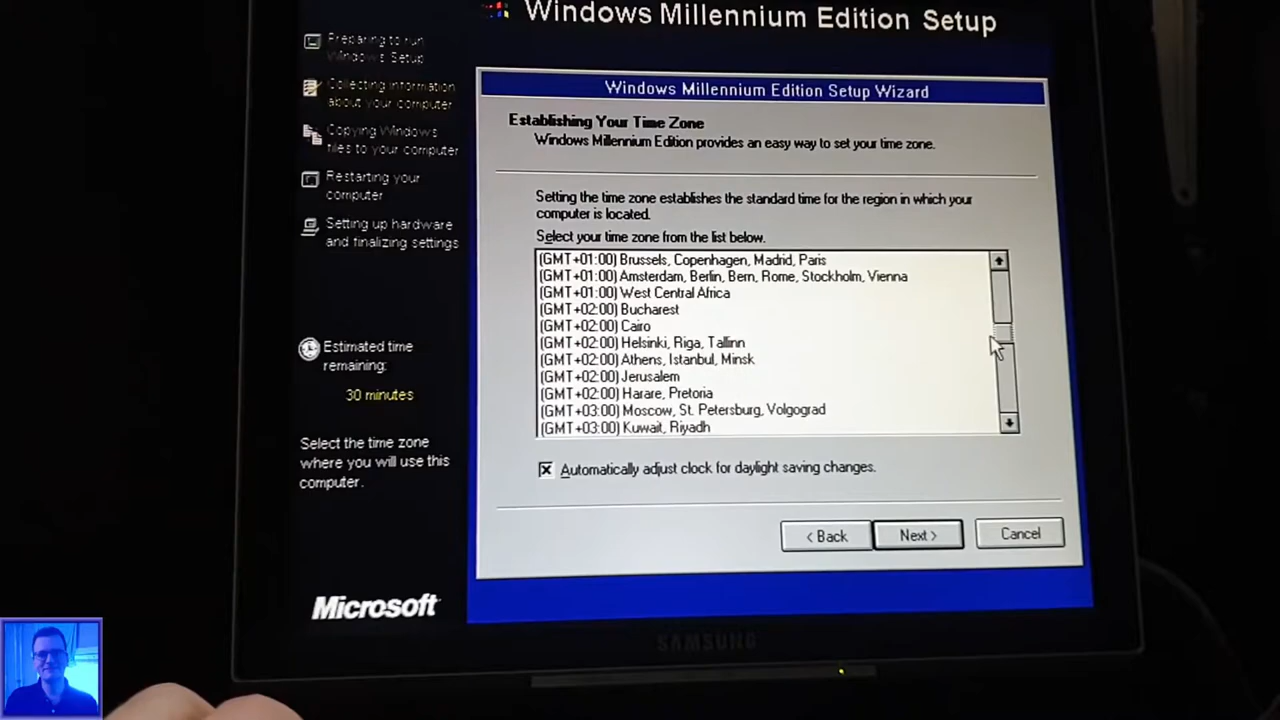 Windows Millennium Edition Setup
Preparing to run
Windows Setup
Collecting information
about your computer
Copying Windows
files to your computer
Restarting your
computer
Setting up hardware
and finalizing settings
Estimated time
remaining:
30 minutes
Select the time zone
where you will use this
computer.
Microsoft
Windows Millennium Edition Setup Wizard
Establishing Your Time Zone
Windows Millennium Edition provides an easy way to set your time zone.
Setting the time zone establishes the standard time for the region in which your
computer is located.
Select your time zone from the list below.
(GMT+01:00) Brussels, Copenhagen, Madrid, Paris
(GMT+01:00) Amsterdam, Berlin, Bern, Rome, Stockholm, Vienna
(GMT+01:00) West Central Africa
(GMT+02:00) Bucharest
(GMT+02:00) Cairo
(GMT+02:00) Helsinki, Riga, Tallinn
(GMT+02:00) Athens, Istanbul, Minsk
(GMT+02:00) Jerusalem
(GMT+02:00) Harare, Pretoria
(GMT+03:00) Moscow, St. Petersburg, Volgograd
(GMT+03:00) Kuwait, Riyadh
Automatically adjust clock for daylight saving changes.
< Back
Next >
Cancel
SAMSUNG